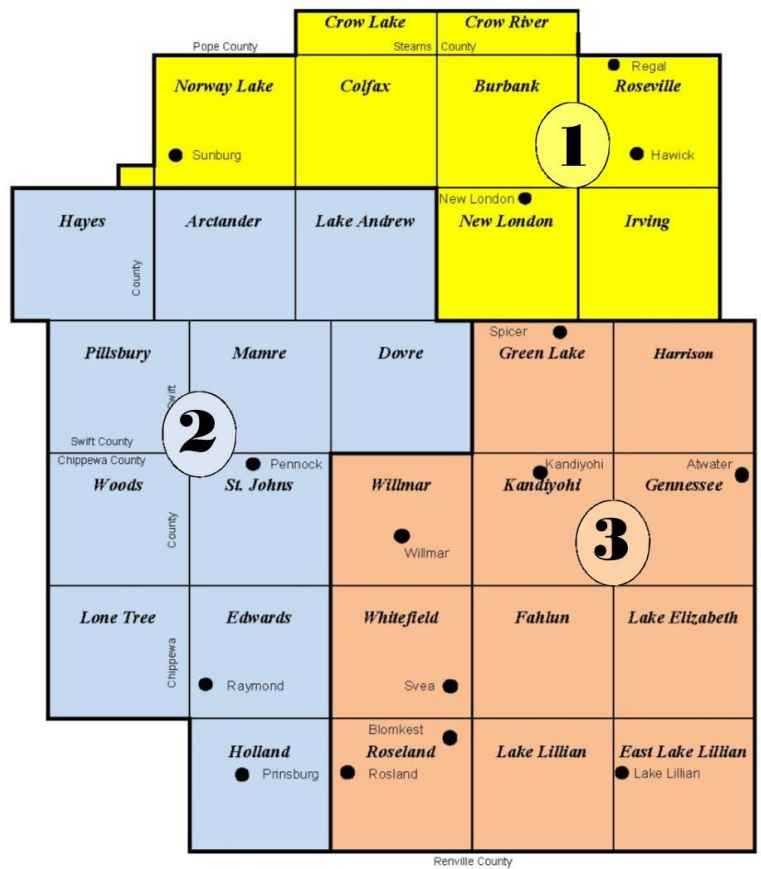 Crow Lake Crow River
Pope County Stearns County
Regal
Norway Lake Colfax Burbank Roseville
1
Sunburg Hawick
New London
Hayes Arctander Lake Andrew New London Irving
County
Spicer
Pillsbury Mamre Dovre Green Lake Harrison
Swift
2
Swift County
Chippewa County Pennock Kandiyohi Atwater
Woods St. Johns Willmar Kandiyohi Gennessee
County
3
Willmar
Lone Tree Edwards Whitefield Fahlun Lake Elizabeth
Chippewa
Raymond Svea
Blomkest
Holland Roseland Lake Lillian East Lake Lillian
Prinsburg Rosland Lake Lillian
Renville County